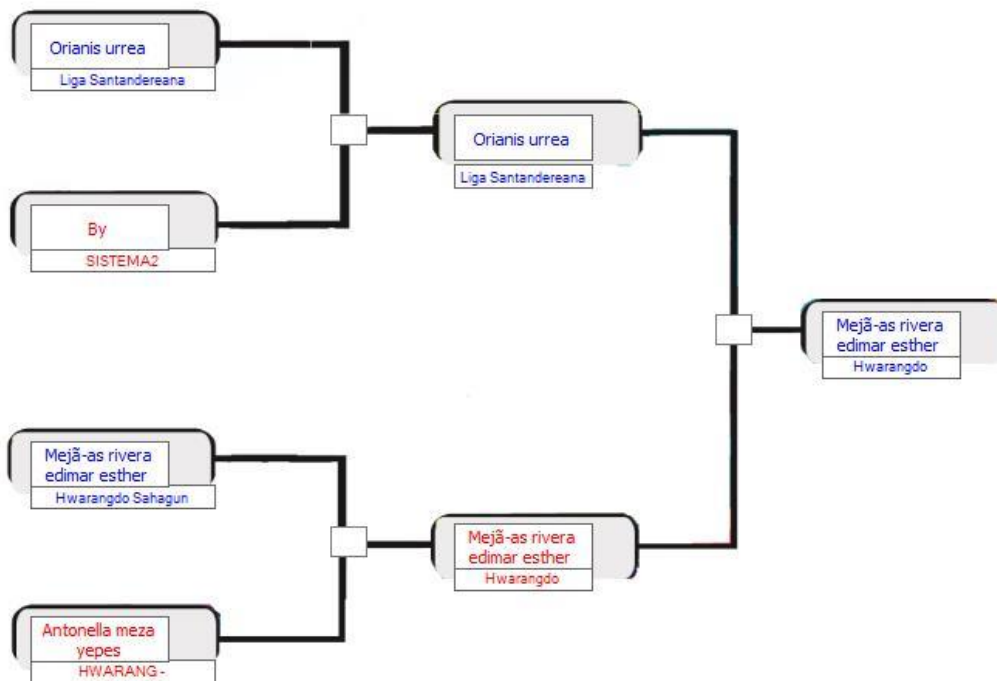 Orianis urrea
Liga Santandereana
By
SISTEMA2
Orianis urrea
Liga Santandereana
Mejã-as rivera
edimar esther
Hwarangdo
Mejã-as rivera
edimar esther
Hwarangdo Sahagun
Antonella meza
yepes
HWARANG -
Mejã-as rivera
edimar esther
Hwarangdo